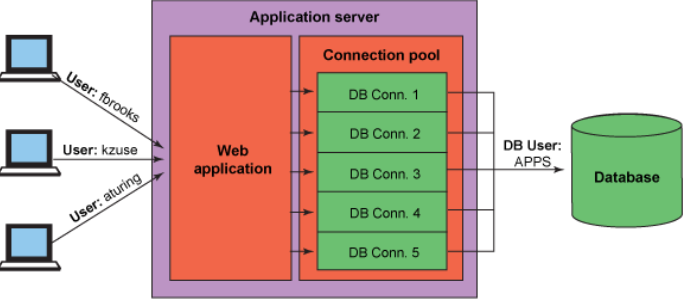 Application server
Connection pool
User: fbrooks
User: kzuse
User: aturing
Web
application
DB Conn. 1
DB Conn. 2
DB Conn. 3
DB Conn. 4
DB Conn. 5
DB User:
APPS
Database